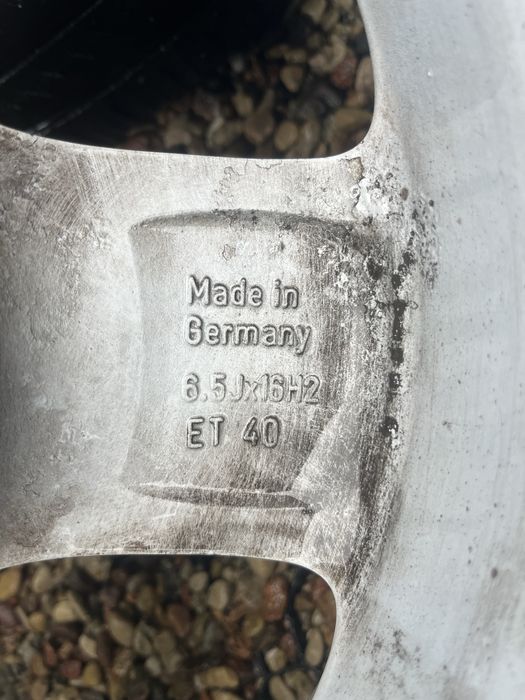 Made in
Germany
6.5Jx16H2
ET 40